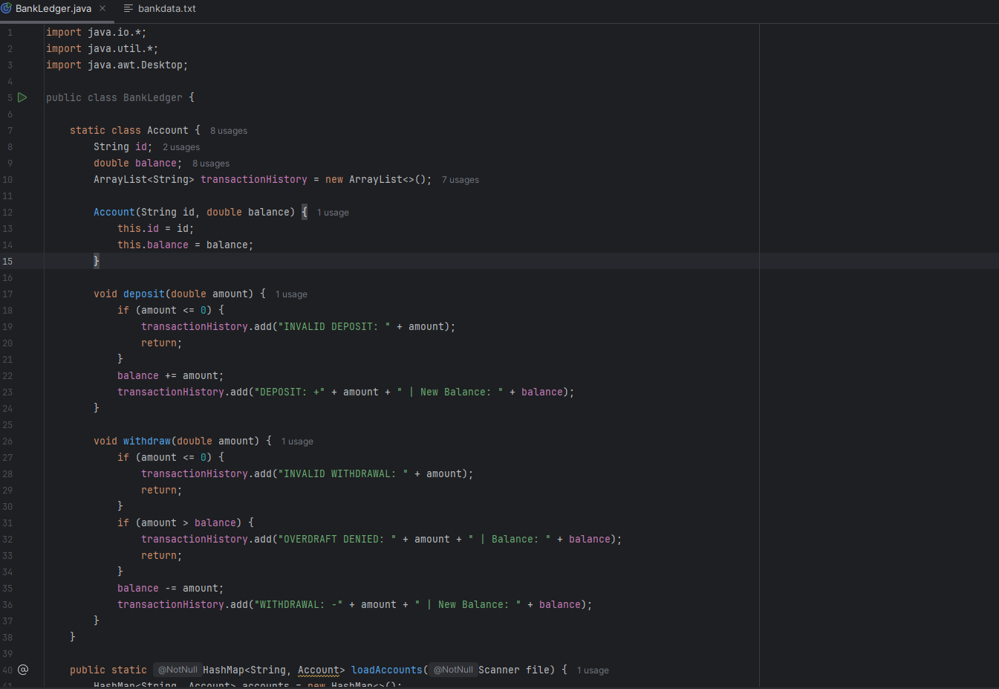 BankLedger.java × bankdata.txt
1 import java.io.*;
2 import java.util.*;
3 import java.awt.Desktop;
4
5 public class BankLedger {
6
7 static class Account { 8 usages
8 String id; 2 usages
9 double balance; 8 usages
10 ArrayList<String> transactionHistory = new ArrayList<>(); 7 usages
11
12 Account(String id, double balance) { 1 usage
13 this.id = id;
14 this.balance = balance;
15 }
16
17 void deposit(double amount) { 1 usage
18 if (amount <= 0) {
19 transactionHistory.add("INVALID DEPOSIT: " + amount);
20 return;
21 }
22 balance += amount;
23 transactionHistory.add("DEPOSIT: +" + amount + " | New Balance: " + balance);
24 }
25
26 void withdraw(double amount) { 1 usage
27 if (amount <= 0) {
28 transactionHistory.add("INVALID WITHDRAWAL: " + amount);
29 return;
30 }
31 if (amount > balance) {
32 transactionHistory.add("OVERDRAFT DENIED: " + amount + " | Balance: " + balance);
33 return;
34 }
35 balance -= amount;
36 transactionHistory.add("WITHDRAWAL: -" + amount + " | New Balance: " + balance);
37 }
38 }
39
40 @ public static @NotNull HashMap<String, Account> loadAccounts( @NotNull Scanner file) { 1 usage
41 HashMap<String, Account> accounts = new HashMap<>();